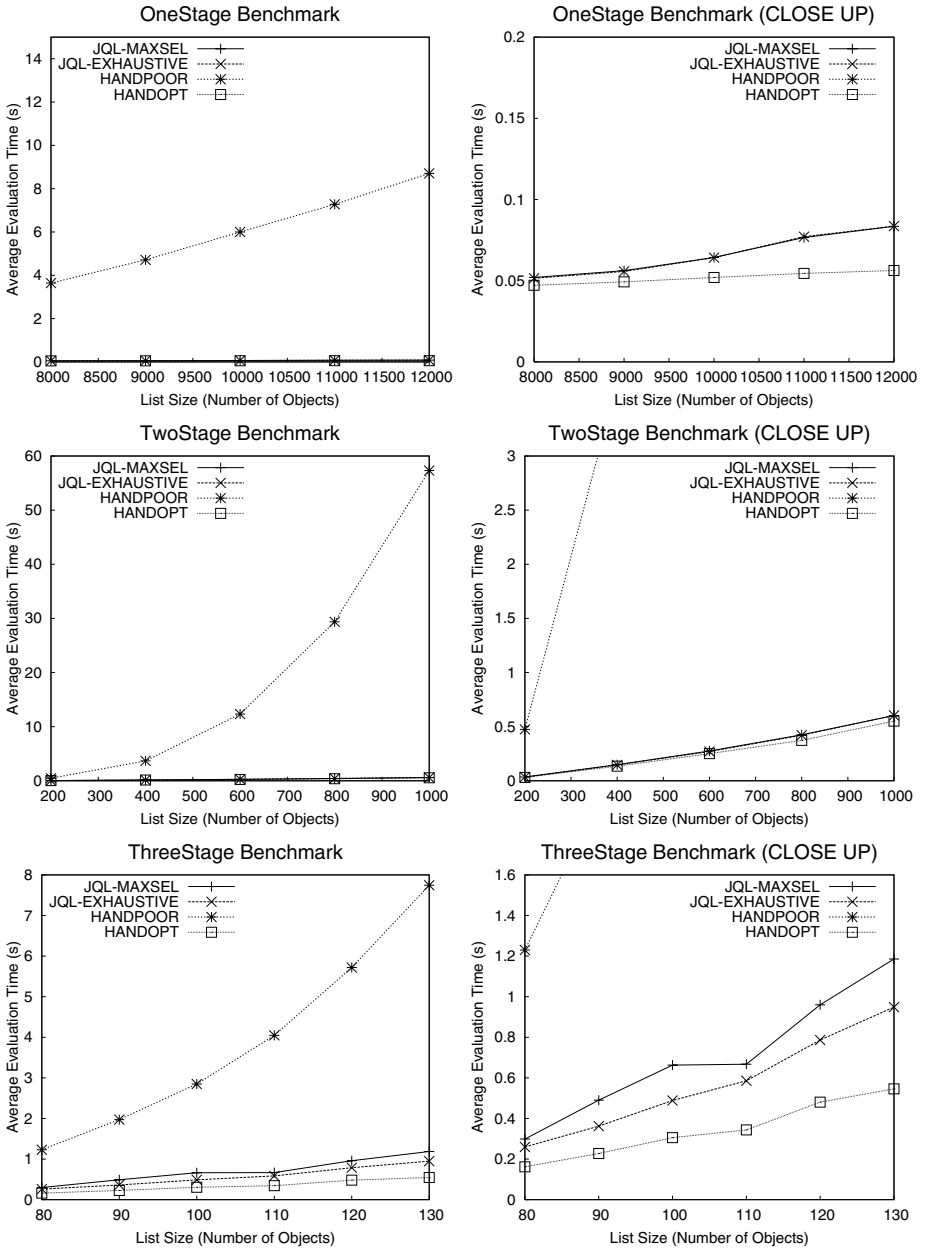 OneStage Benchmark
JQL-MAXSEL
JQL-EXHAUSTIVE
HANDPOOR
HANDOPT
Average Evaluation Time (s)
14
12
10
8
6
4
2
0
8000 8500 9000 9500 10000 10500 11000 11500 12000
List Size (Number of Objects)
OneStage Benchmark (CLOSE UP)
JQL-MAXSEL
JQL-EXHAUSTIVE
HANDPOOR
HANDOPT
Average Evaluation Time (s)
0.2
0.15
0.1
0.05
0
8000 8500 9000 9500 10000 10500 11000 11500 12000
List Size (Number of Objects)
TwoStage Benchmark
JQL-MAXSEL
JQL-EXHAUSTIVE
HANDPOOR
HANDOPT
Average Evaluation Time (s)
60
50
40
30
20
10
0
200 300 400 500 600 700 800 900 1000
List Size (Number of Objects)
TwoStage Benchmark (CLOSE UP)
JQL-MAXSEL
JQL-EXHAUSTIVE
HANDPOOR
HANDOPT
Average Evaluation Time (s)
3
2.5
2
1.5
1
0.5
0
200 300 400 500 600 700 800 900 1000
List Size (Number of Objects)
ThreeStage Benchmark
JQL-MAXSEL
JQL-EXHAUSTIVE
HANDPOOR
HANDOPT
Average Evaluation Time (s)
8
7
6
5
4
3
2
1
0
80 90 100 110 120 130
List Size (Number of Objects)
ThreeStage Benchmark (CLOSE UP)
JQL-MAXSEL
JQL-EXHAUSTIVE
HANDPOOR
HANDOPT
Average Evaluation Time (s)
1.6
1.4
1.2
1
0.8
0.6
0.4
0.2
0
80 90 100 110 120 130
List Size (Number of Objects)